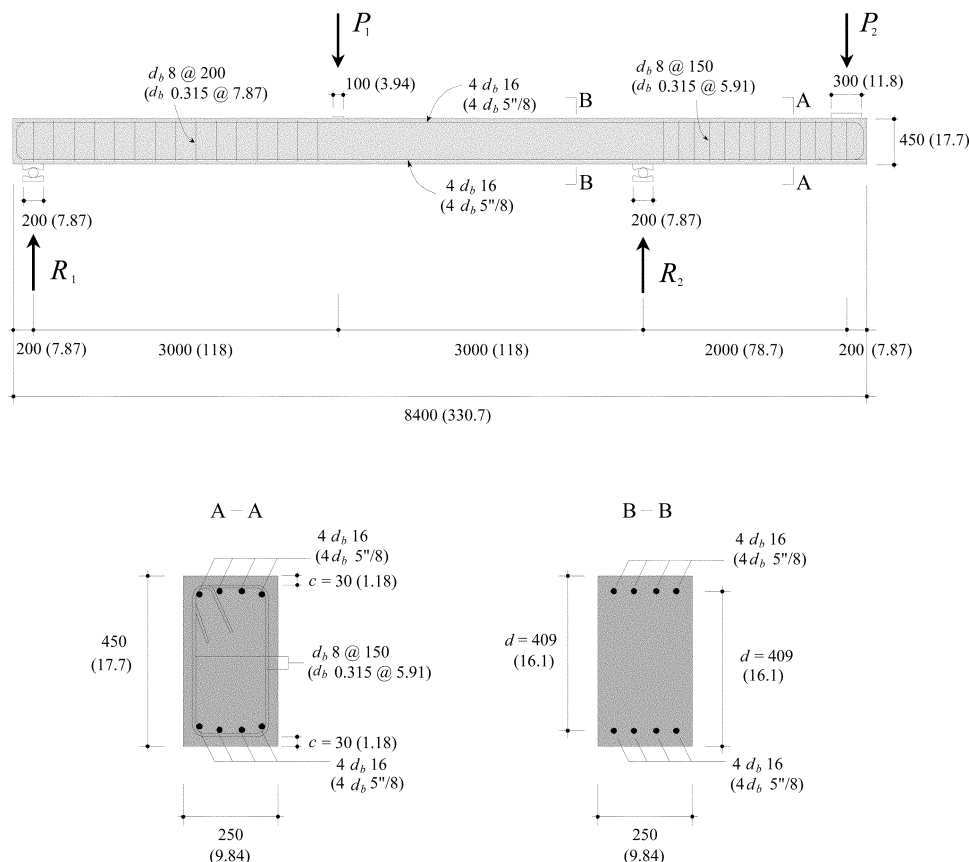 P1
P2
db 8 @ 200
(db 0.315 @ 7.87)
100 (3.94)
4 db 16
(4 db 5"/8)
B
db 8 @ 150
(db 0.315 @ 5.91)
A
300 (11.8)
450 (17.7)
4 db 16
(4 db 5"/8)
B
A
200 (7.87)
200 (7.87)
R1
R2
200 (7.87)
3000 (118)
3000 (118)
2000 (78.7)
200 (7.87)
8400 (330.7)
A – A
4 db 16
(4 db 5"/8)
c = 30 (1.18)
450
(17.7)
db 8 @ 150
(db 0.315 @ 5.91)
c = 30 (1.18)
4 db 16
(4 db 5"/8)
250
(9.84)
B – B
4 db 16
(4 db 5"/8)
d = 409
(16.1)
d = 409
(16.1)
4 db 16
(4 db 5"/8)
250
(9.84)